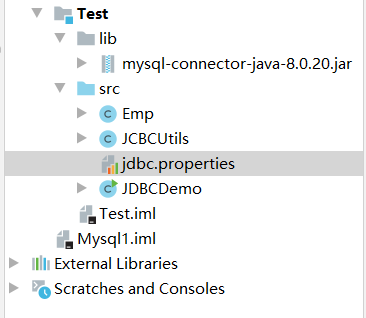 Test
lib
mysql-connector-java-8.0.20.jar
src
Emp
JCBCUtils
jdbc.properties
JDBCDemo
Test.iml
Mysql1.iml
External Libraries
Scratches and Consoles